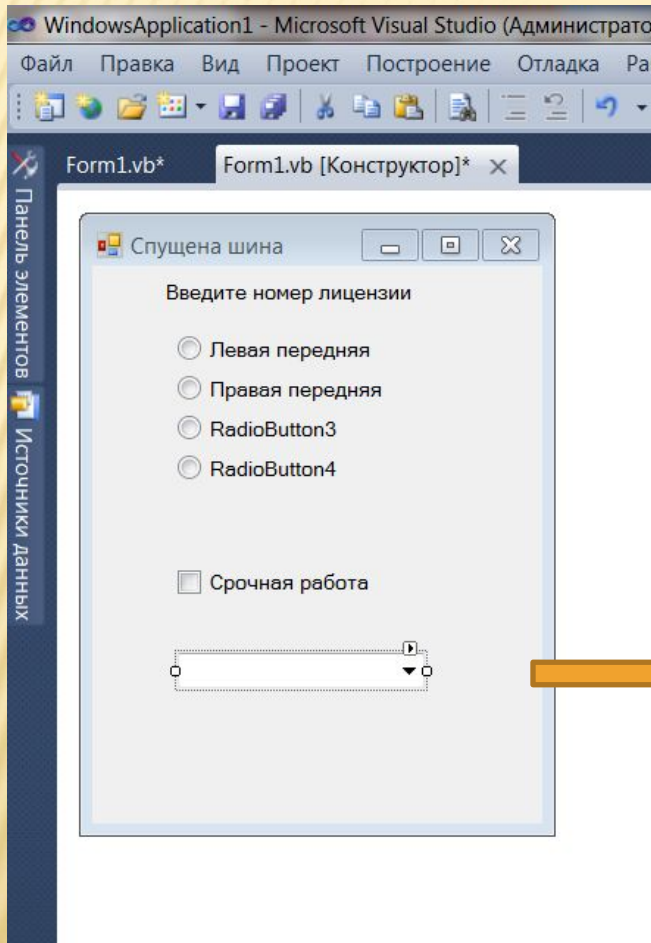 WindowsApplication1 - Microsoft Visual Studio (Администрато
Файл Правка Вид Проект Построение Отладка Ра
Form1.vb* Form1.vb [Конструктор]*
Панель элементов
Источники данных
Спущена шина
Введите номер лицензии
Левая передняя
Правая передняя
RadioButton3
RadioButton4
Срочная работа